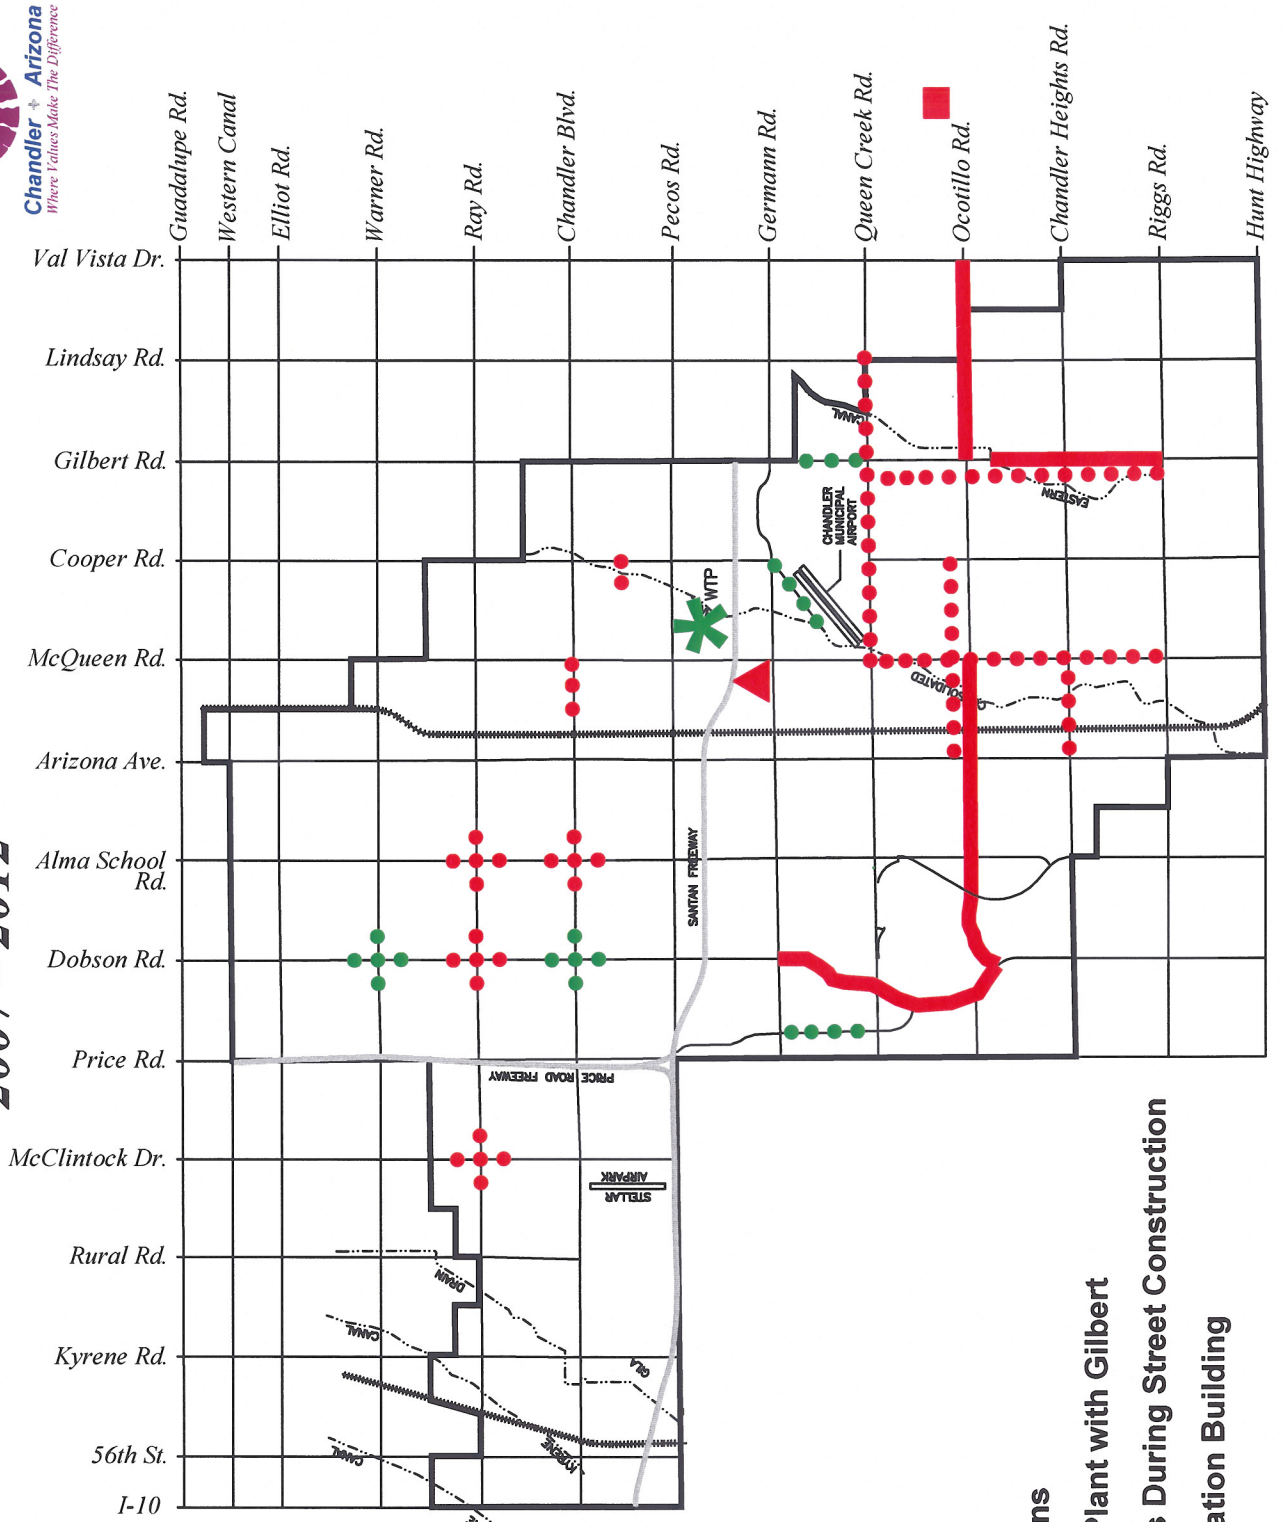 Chandler + Arizona
Where Values Make The Difference
Guadalupe Rd.
Western Canal
Elliot Rd.
Warner Rd.
Ray Rd.
Chandler Blvd.
Pecos Rd.
Germann Rd.
Queen Creek Rd.
Ocotillo Rd.
Chandler Heights Rd.
Riggs Rd.
Hunt Highway
Val Vista Dr.
Lindsay Rd.
Gilbert Rd.
Cooper Rd.
McQueen Rd.
Arizona Ave.
Alma School
Rd.
Dobson Rd.
Price Rd.
McClintock Dr.
Rural Rd.
Kyrene Rd.
56th St.
I-10
CANAL
EASTERN
CHANDLER
MUNICIPAL
AIRPORT
WTP
SANTAN FREEWAY
PRICE ROAD FREEWAY
STELLAR
AIRPARK
DRAIN
CANAL
GILA
KYRENE
CANAL
Plant with Gilbert
During Street Construction
Building